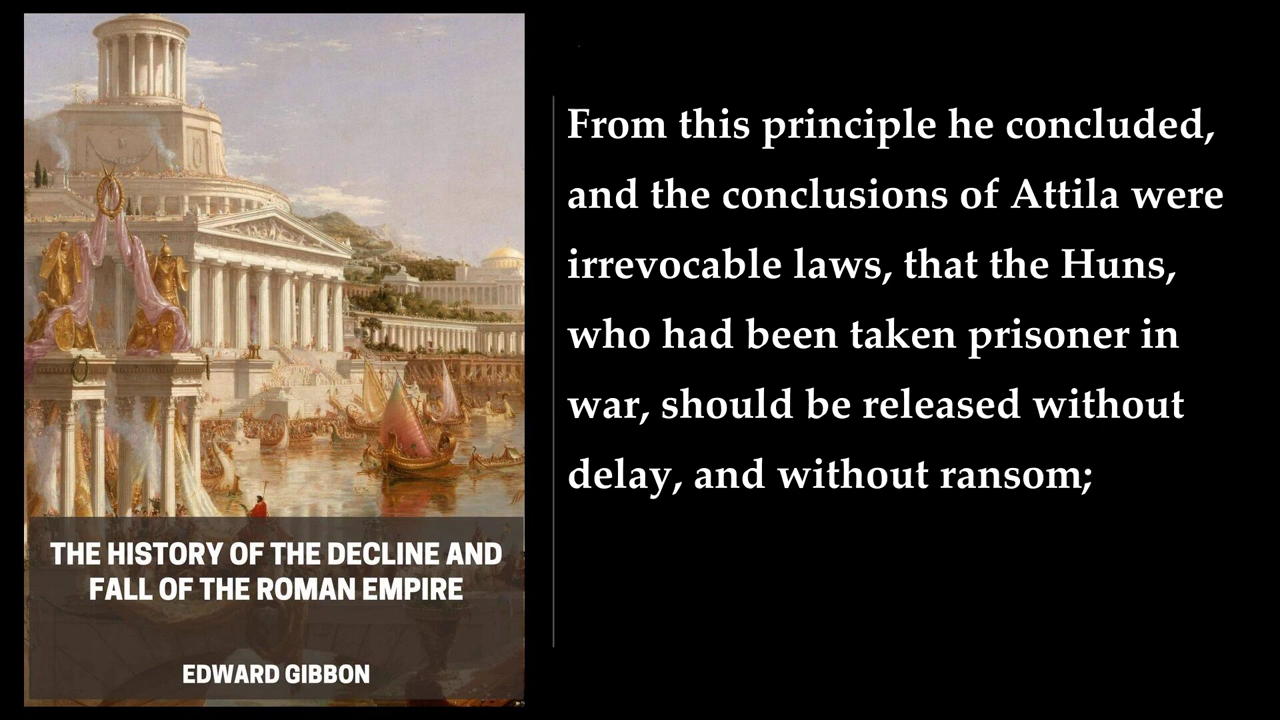 THE HISTORY OF THE DECLINE AND
FALL OF THE ROMAN EMPIRE
EDWARD GIBBON
From this principle he concluded,
and the conclusions of Attila were
irrevocable laws, that the Huns,
who had been taken prisoner in
war, should be released without
delay, and without ransom;